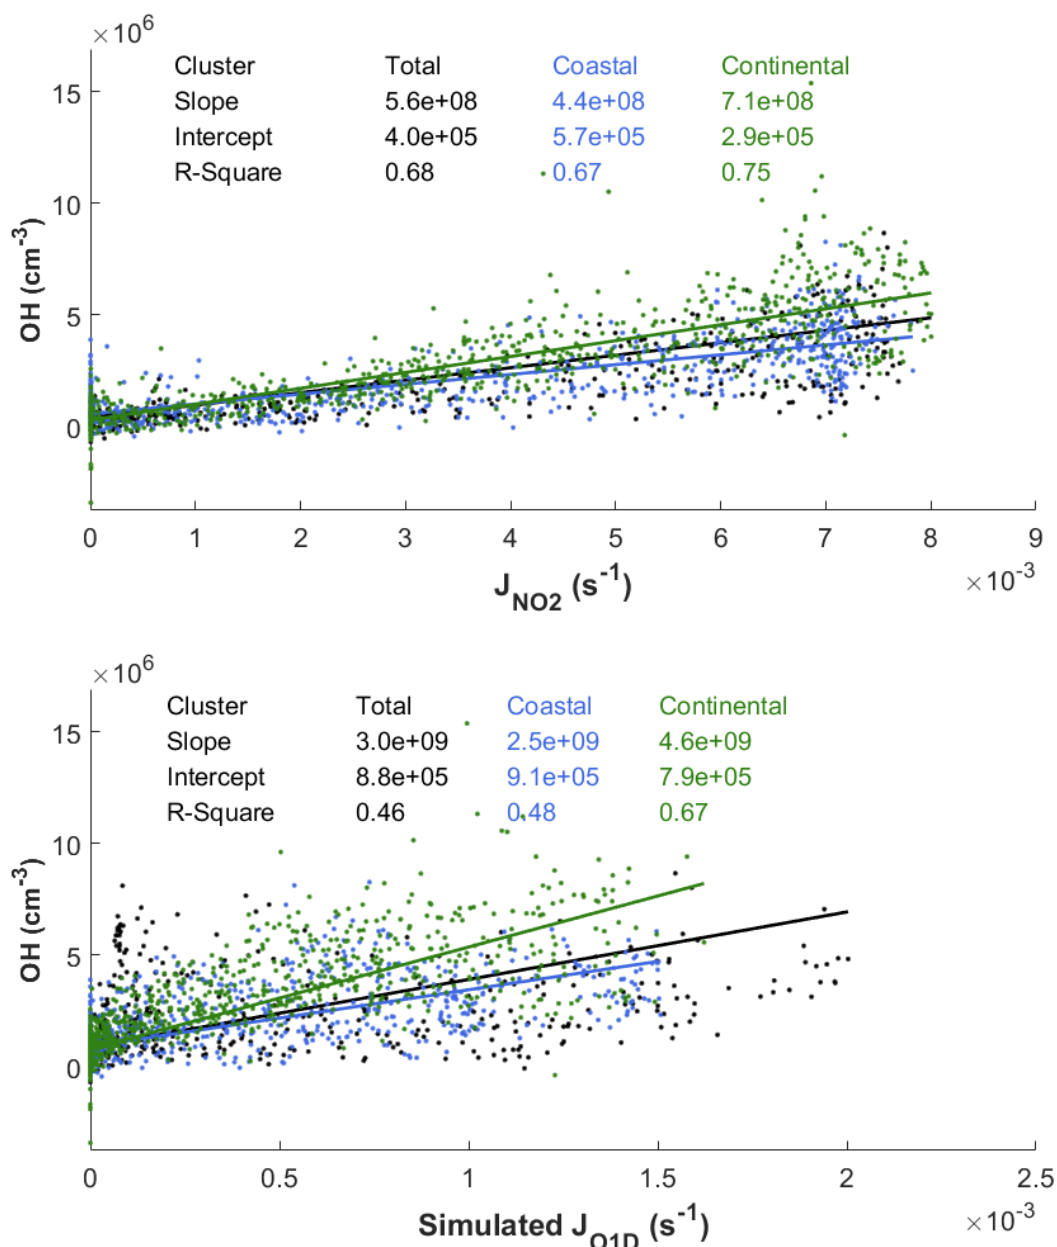 ×10^6
Cluster Total Coastal Continental
Slope 5.6e+08 4.4e+08 7.1e+08
Intercept 4.0e+05 5.7e+05 2.9e+05
R-Square 0.68 0.67 0.75
15
10
5
0
OH (cm^-3)
0 1 2 3 4 5 6 7 8 9
×10^-3
J_NO2 (s^-1)
×10^6
Cluster Total Coastal Continental
Slope 3.0e+09 2.5e+09 4.6e+09
Intercept 8.8e+05 9.1e+05 7.9e+05
R-Square 0.46 0.48 0.67
15
10
5
0
OH (cm^-3)
0 0.5 1 1.5 2 2.5
×10^-3
Simulated J_O1D (s^-1)